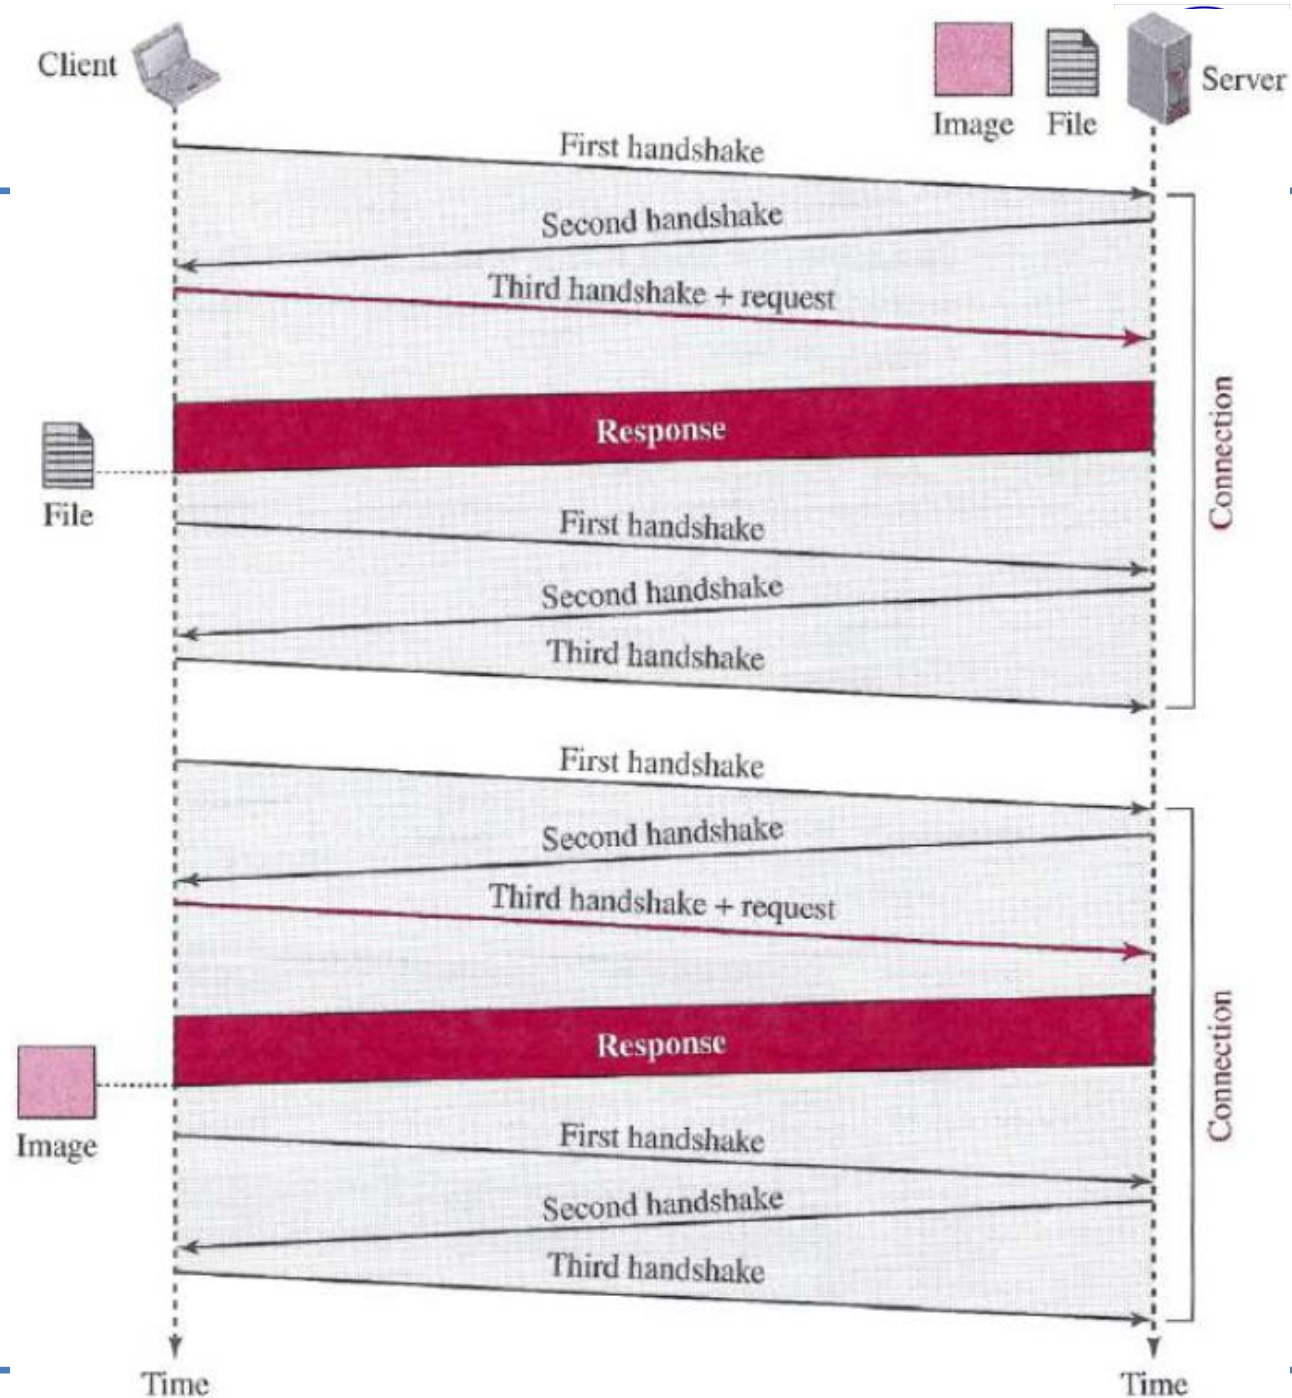 Client
Server
Image File
First handshake
Second handshake
Third handshake + request
Response
Connection
File
First handshake
Second handshake
Third handshake
First handshake
Second handshake
Third handshake + request
Response
Connection
Image
First handshake
Second handshake
Third handshake
Time
Time